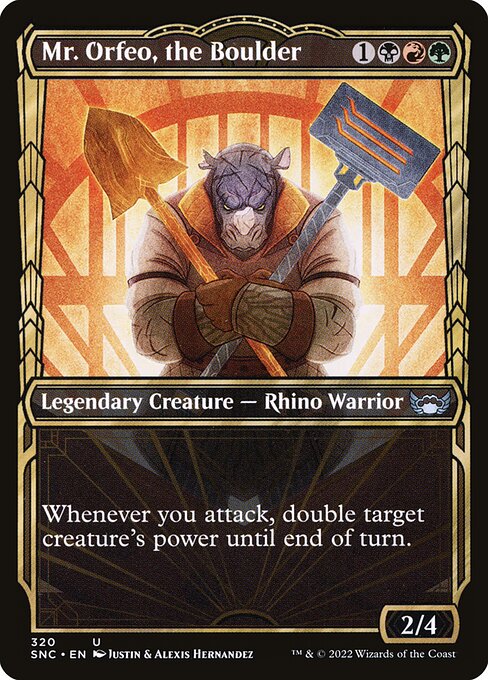 Mr. Orfeo, the Boulder 1
Legendary Creature — Rhino Warrior
Whenever you attack, double target
creature's power until end of turn.
2/4
320 U
SNC • EN Justin & Alexis Hernandez ™ & © 2022 Wizards of the Coast